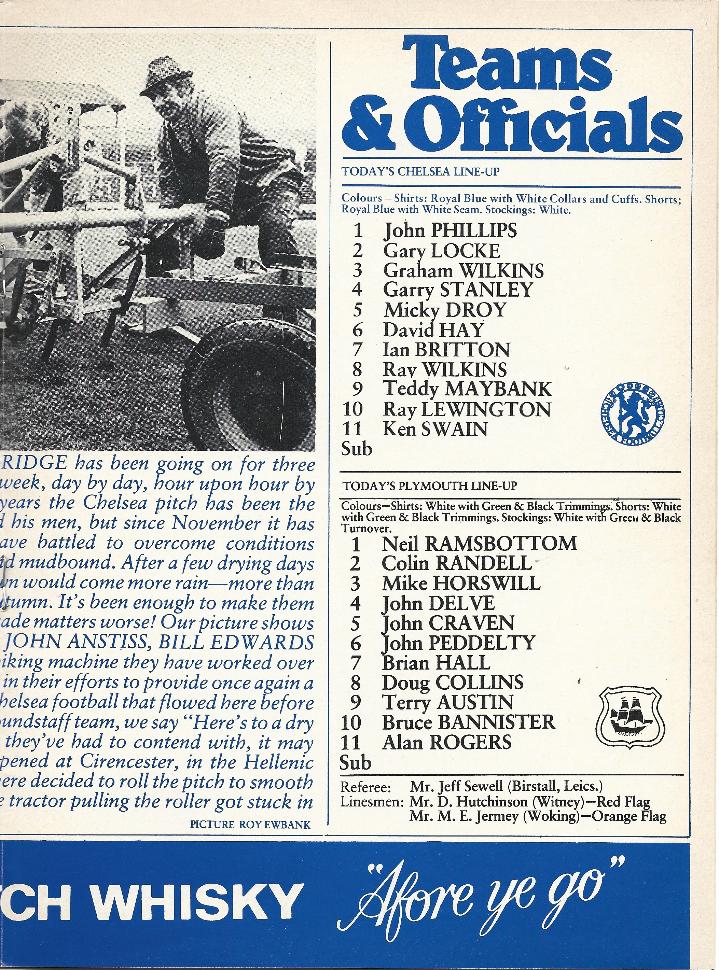 RIDGE has been going on for three
week, day by day, hour upon hour by
years the Chelsea pitch has been the
his men, but since November it has
ave battled to overcome conditions
d mudbound. After a few drying days
n would come more rain—more than
tumn. It's been enough to make them
ade matters worse! Our picture shows
JOHN ANSTISS, BILL EDWARDS
iking machine they have worked over
in their efforts to provide once again a
helsea football that flowed here before
undstaff team, we say "Here's to a dry
they've had to contend with, it may
pened at Cirencester, in the Hellenic
ere decided to roll the pitch to smooth
e tractor pulling the roller got stuck in
PICTURE ROY EWBANK
Teams
& Officials
TODAY'S CHELSEA LINE-UP
Colours—Shirts: Royal Blue with White Collars and Cuffs. Shorts;
Royal Blue with White Seam. Stockings: White.
1 John PHILLIPS
2 Gary LOCKE
3 Graham WILKINS
4 Garry STANLEY
5 Micky DROY
6 David HAY
7 Ian BRITTON
8 Ray WILKINS
9 Teddy MAYBANK
10 Ray LEWINGTON
11 Ken SWAIN
Sub
TODAY'S PLYMOUTH LINE-UP
Colours—Shirts: White with Green & Black Trimmings. Shorts: White
with Green & Black Trimmings. Stockings: White with Green & Black
Turnover.
1 Neil RAMSBOTTOM
2 Colin RANDELL
3 Mike HORSWILL
4 John DELVE
5 John CRAVEN
6 John PEDDELTY
7 Brian HALL
8 Doug COLLINS
9 Terry AUSTIN
10 Bruce BANNISTER
11 Alan ROGERS
Sub
Referee: Mr. Jeff Sewell (Birstall, Leics.)
Linesmen: Mr. D. Hutchinson (Witney)—Red Flag
Mr. M. E. Jermey (Woking)—Orange Flag
CH WHISKY "Afore ye go"